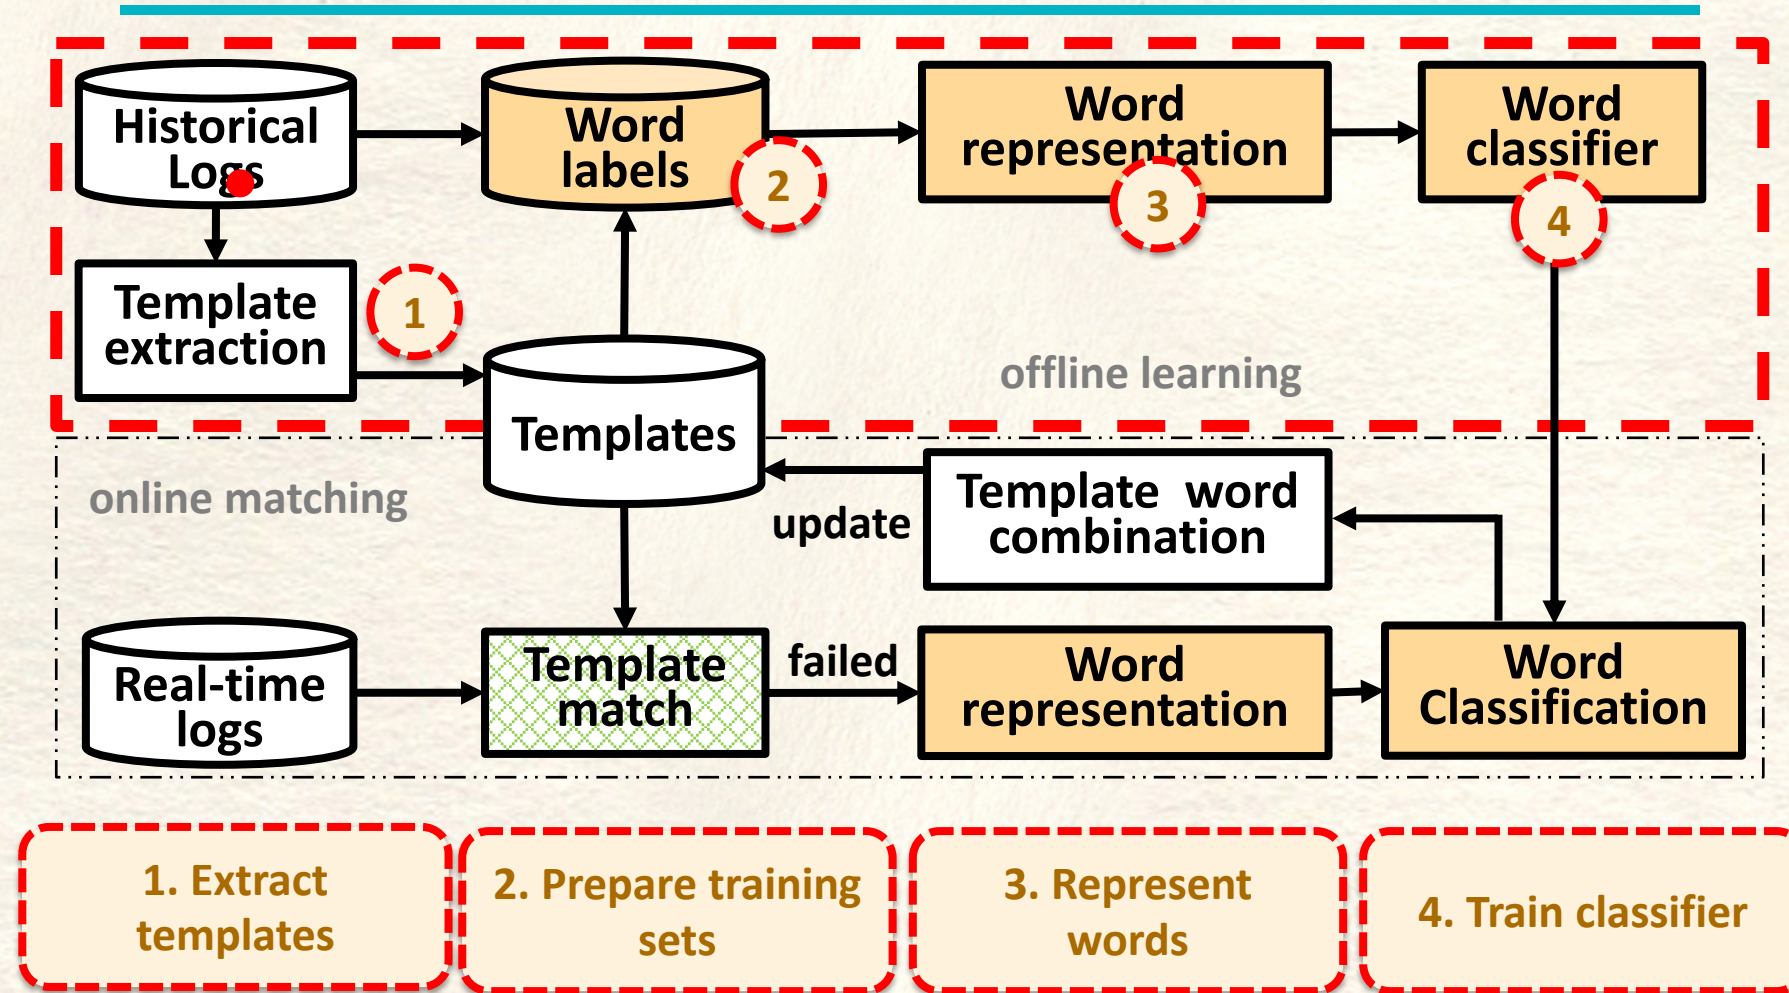 Historical
Logs
Word
labels
Word
representation
Word
classifier
2
3
4
Template
extraction
1
offline learning
Templates
online matching
update
Template word
combination
Real-time
logs
Template
match
failed
Word
representation
Word
Classification
1. Extract
templates
2. Prepare training
sets
3. Represent
words
4. Train classifier